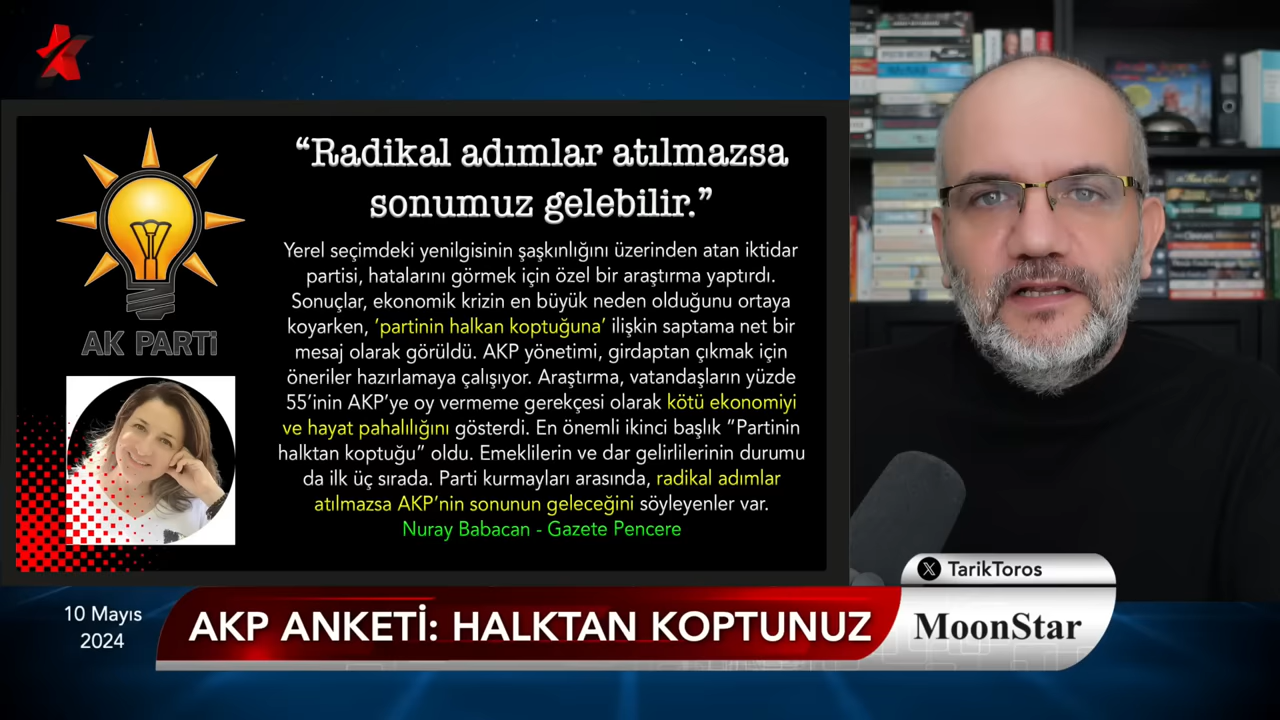 "Radikal adımlar atılmazsa
sonumuz gelebilir."
Yerel seçimdeki yenilgisinin şaşkınlığını üzerinden atan iktidar
partisi, hatalarını görmek için özel bir araştırma yaptırdı.
Sonuçlar, ekonomik krizin en büyük neden olduğunu ortaya
koyarken, 'partinin halkan koptuğuna' ilişkin saptama net bir
mesaj olarak görüldü. AKP yönetimi, girdaptan çıkmak için
öneriler hazırlamaya çalışıyor. Araştırma, vatandaşların yüzde
55'inin AKP'ye oy vermeme gerekçesi olarak kötü ekonomiyi
ve hayat pahalılığını gösterdi. En önemli ikinci başlık "Partinin
halktan koptuğu" oldu. Emeklilerin ve dar gelirlilerinin durumu
da ilk üç sırada. Parti kurmayları arasında, radikal adımlar
atılmazsa AKP'nin sonunun geleceğini söyleyenler var.
Nuray Babacan - Gazete Pencere
AK PARTİ
TarikToros
MoonStar
10 Mayıs
2024
AKP ANKETİ: HALKTAN KOPTUNUZ